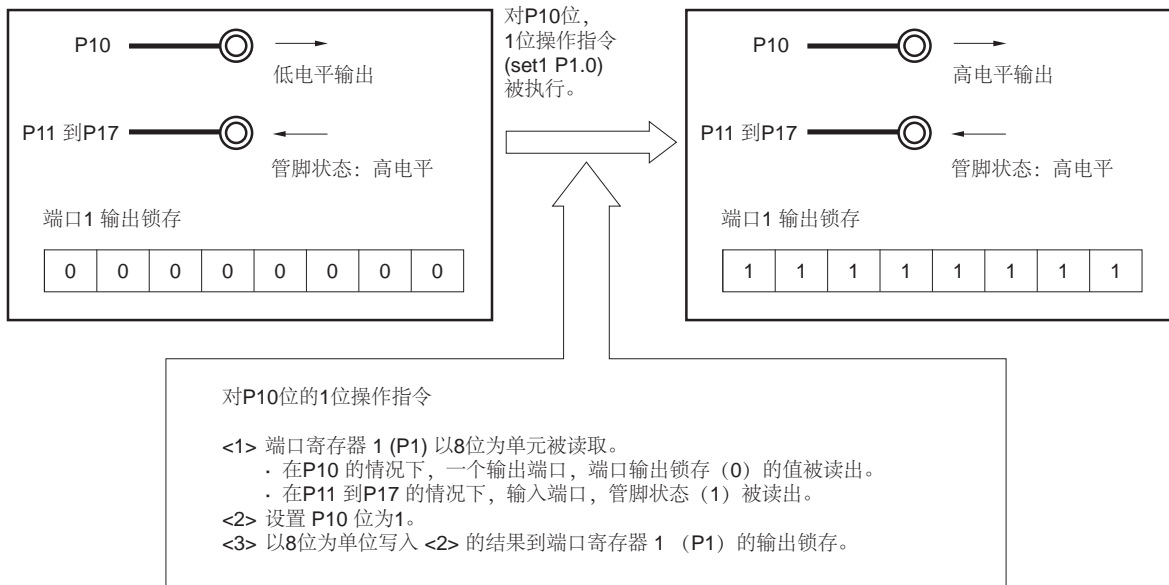 P10
低电平输出
P11 到P17
管脚状态：高电平
端口1 输出锁存
0 0 0 0 0 0 0 0
对P10位，
1位操作指令
(set1 P1.0)
被执行。
P10
高电平输出
P11 到P17
管脚状态：高电平
端口1 输出锁存
1 1 1 1 1 1 1 1
对P10位的1位操作指令
<1> 端口寄存器 1 (P1) 以8位为单元被读取。
· 在P10 的情况下，一个输出端口，端口输出锁存（0）的值被读出。
· 在P11 到P17 的情况下，输入端口，管脚状态（1）被读出。
<2> 设置 P10 位为1。
<3> 以8位为单位写入 <2> 的结果到端口寄存器 1 （P1）的输出锁存。